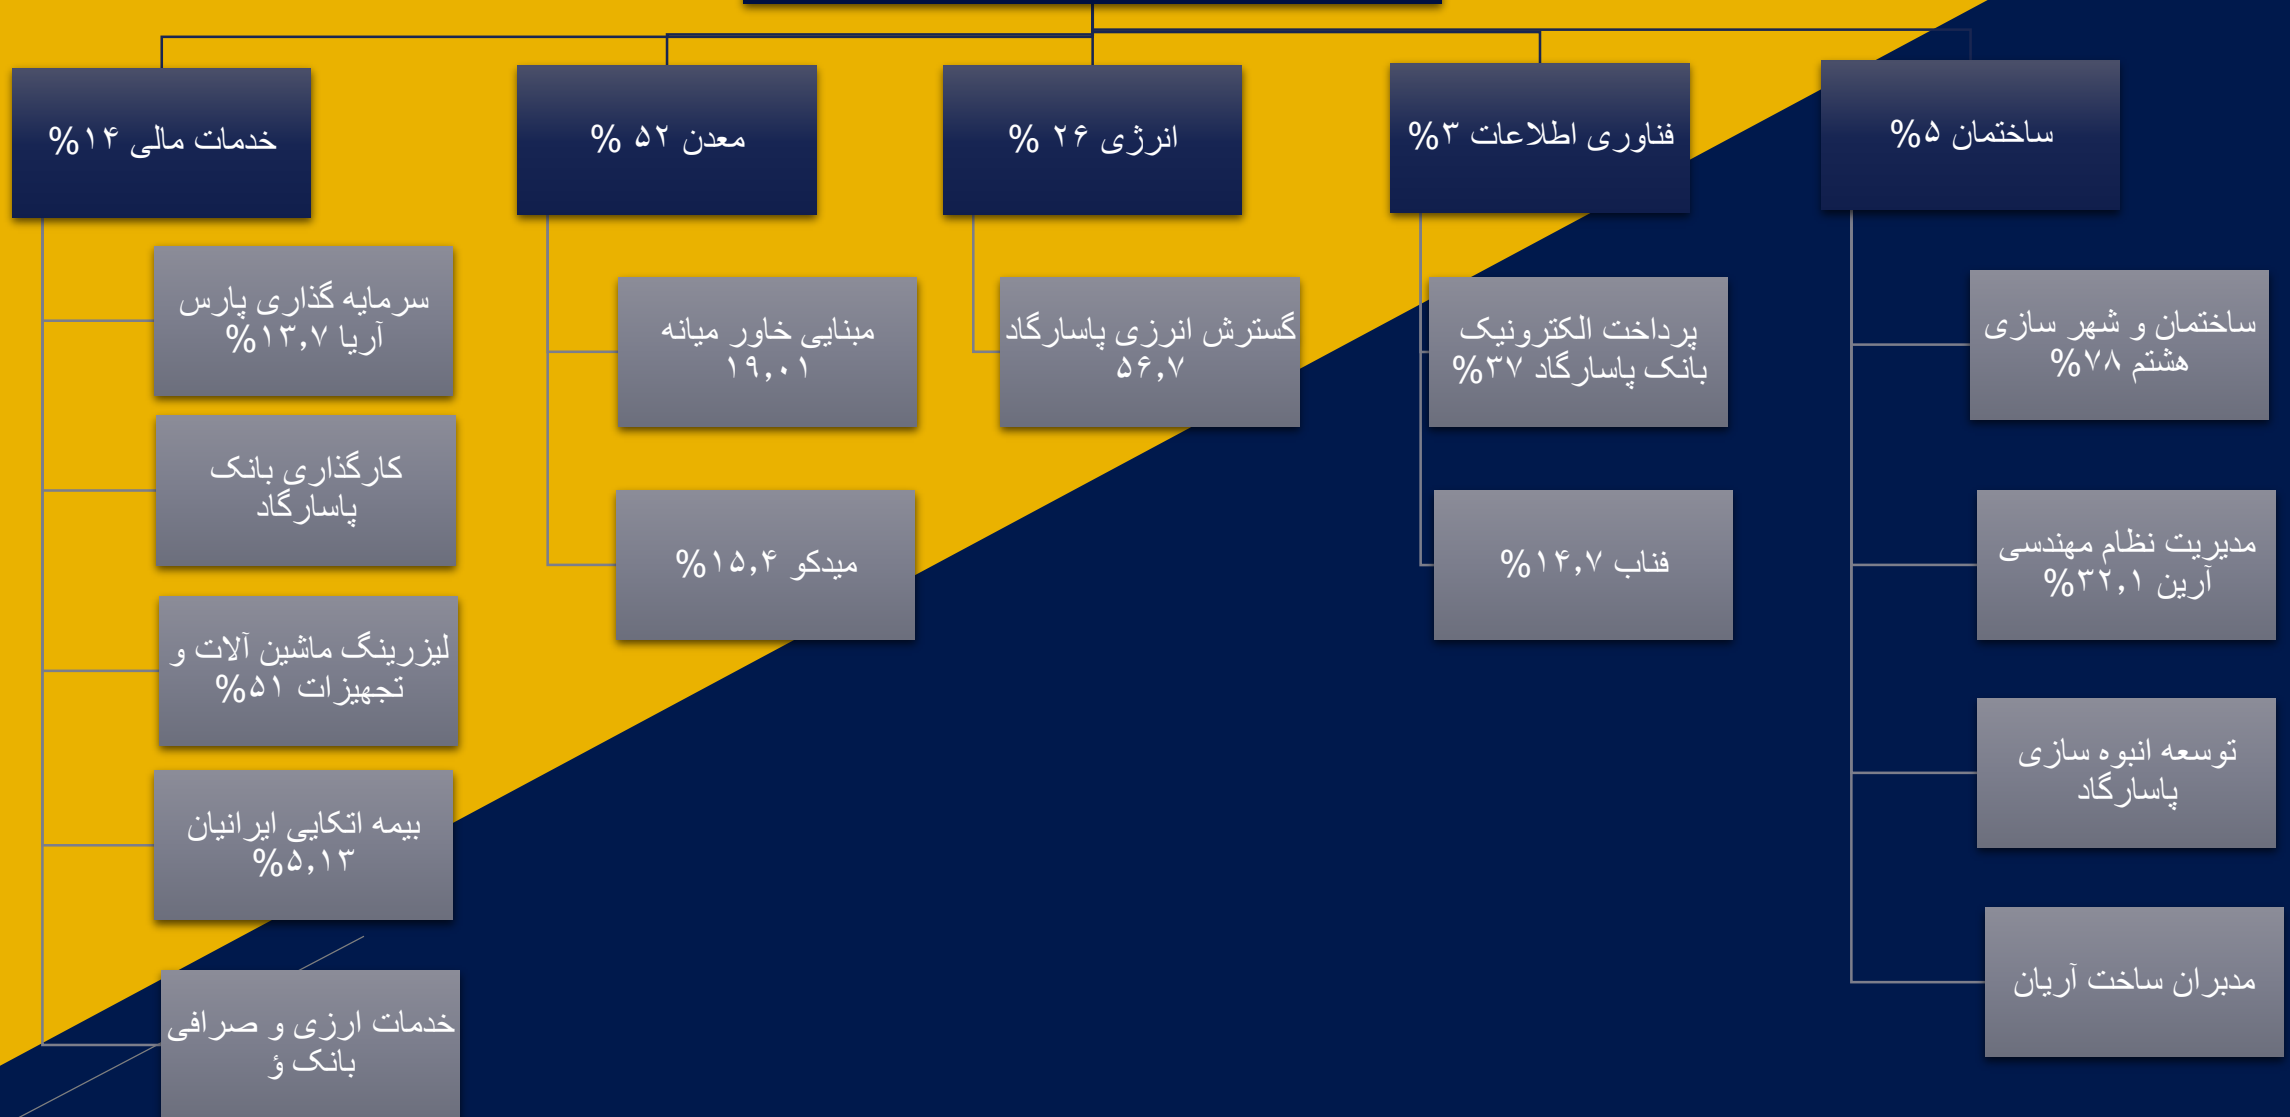 ساختمان ۵%
فناوری اطلاعات ۳%
انرژی ۲۶ %
معدن ۵۲ %
خدمات مالی ۱۴%
ساختمان و شهر سازی
هشتم ۷۸%
مدیریت نظام مهندسی
آرین ۳۲,۱%
توسعه انبوه سازی
پاسارگاد
مدبران ساخت آریان
پرداخت الکترونیک
بانک پاسارگاد ۳۷%
فناب ۱۴,۷%
گسترش انرزی پاسارگاد
۵۶,۷
مبنایی خاور میانه
۱۹,۰۱
میدکو ۱۵,۴%
سرمایه گذاری پارس
آریا ۱۳,۷%
کارگذاری بانک
پاسارگاد
لیزرینگ ماشین آلات و
تجهیزات ۵۱%
بیمه اتکایی ایرانیان
۵,۱۳%
خدمات ارزی و صرافی
بانک ؤ